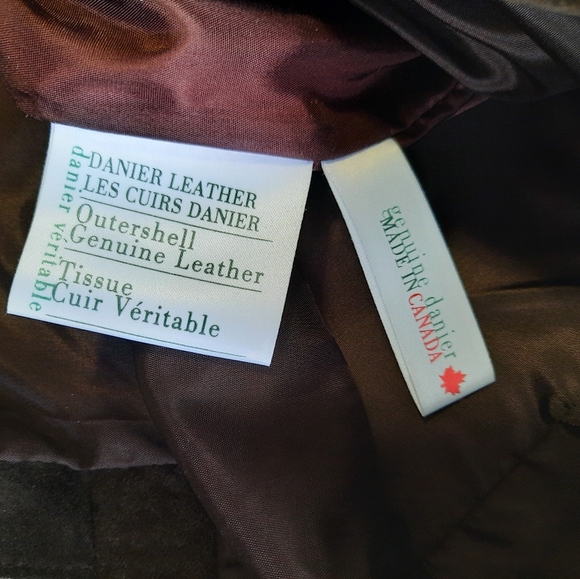 danier véritable
DANIER LEATHER
LES CUIRS DANIER
Outershell
Genuine Leather
Tissue
Cuir Véritable
genuine danier
MADE IN CANADA